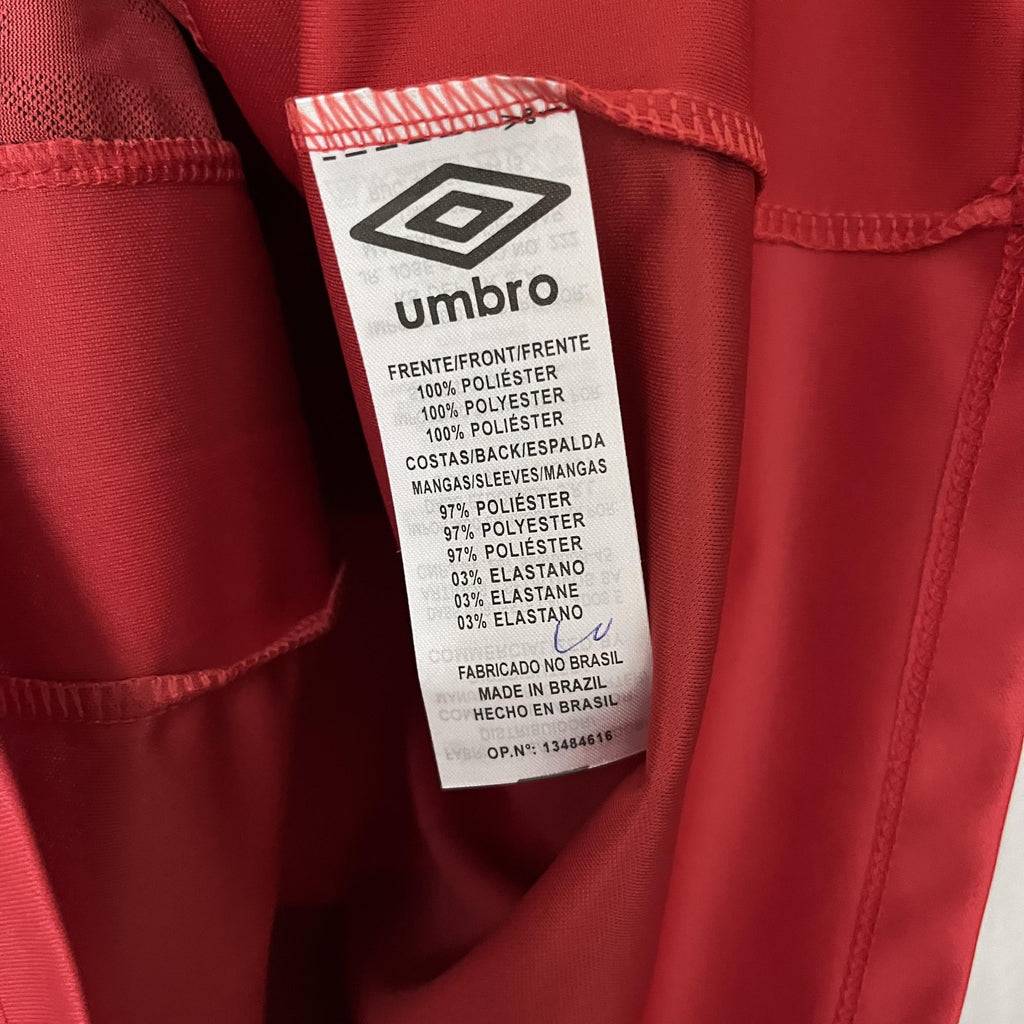 umbro
FRENTE/FRONT/FRENTE
100% POLIÉSTER
100% POLYESTER
100% POLIÉSTER
COSTAS/BACK/ESPALDA
MANGAS/SLEEVES/MANGAS
97% POLIÉSTER
97% POLYESTER
97% POLIÉSTER
03% ELASTANO
03% ELASTANE
03% ELASTANO
FABRICADO NO BRASIL
MADE IN BRAZIL
HECHO EN BRASIL
OP.Nº: 13484616